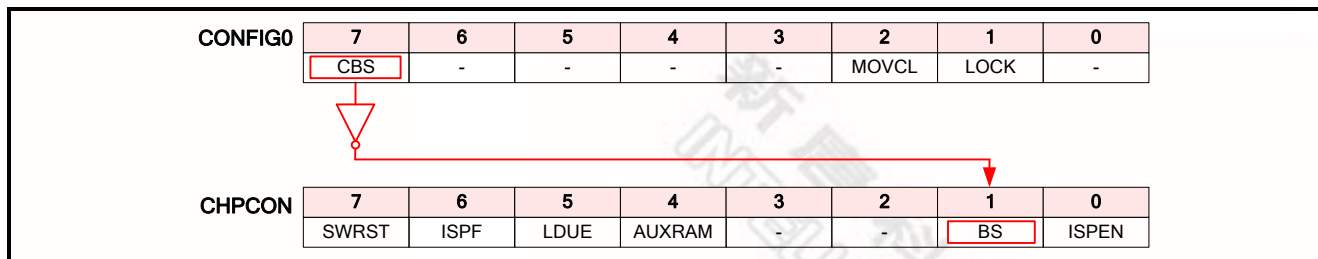 CONFIG0 7 6 5 4 3 2 1 0
CBS - - - - MOVCL LOCK -
CHPCON 7 6 5 4 3 2 1 0
SWRST ISPF LDUE AUXRAM - - BS ISPEN